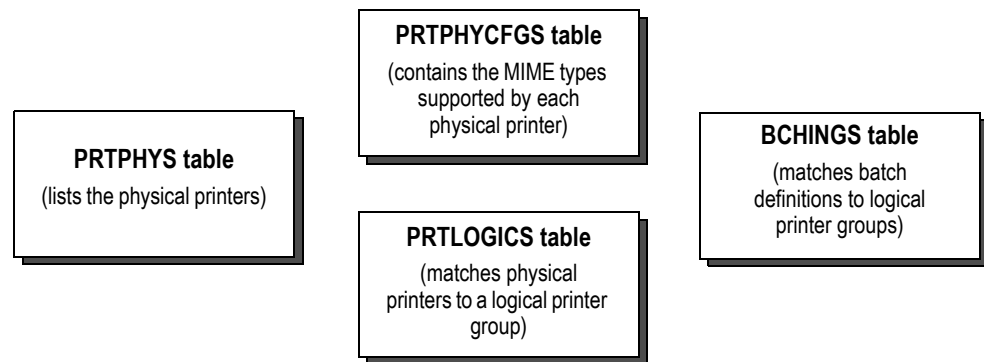 PRTPHYCFGS table
(contains the MIME types
supported by each
physical printer)
PRTPHYS table
(lists the physical printers)
BCHINGS table
(matches batch
definitions to logical
printer groups)
PRTLOGICS table
(matches physical
printers to a logical printer
group)